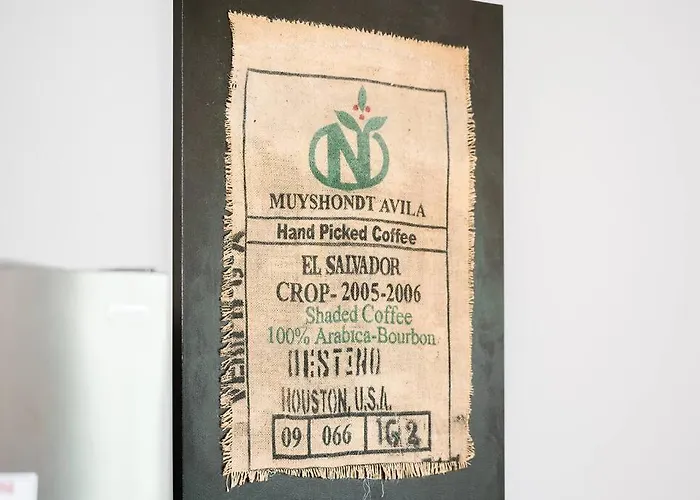 N
MUYSHONDT AVILA
Hand Picked Coffee
EL SALVADOR
CROP- 2005-2006
Shaded Coffee
100% Arabica-Bourbon
DESTINO
HOUSTON, U.S.A.
09 066 162